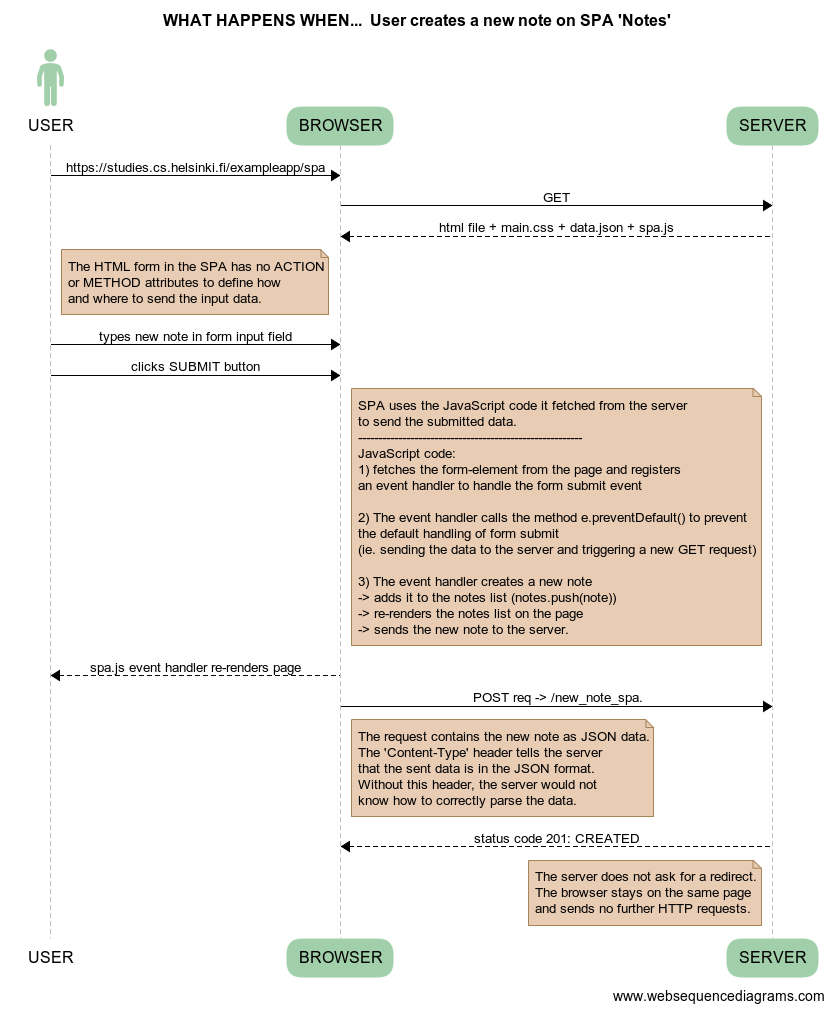 WHAT HAPPENS WHEN...  User creates a new note on SPA 'Notes'
USER
BROWSER
SERVER
https://studies.cs.helsinki.fi/exampleapp/spa
GET
html file + main.css + data.json + spa.js
The HTML form in the SPA has no ACTION
or METHOD attributes to define how
and where to send the input data.
types new note in form input field
clicks SUBMIT button
SPA uses the JavaScript code it fetched from the server
to send the submitted data.
--------------------------------------------------------
JavaScript code:
1) fetches the form-element from the page and registers
an event handler to handle the form submit event
2) The event handler calls the method e.preventDefault() to prevent
the default handling of form submit
(ie. sending the data to the server and triggering a new GET request)
3) The event handler creates a new note
-> adds it to the notes list (notes.push(note))
-> re-renders the notes list on the page
-> sends the new note to the server.
spa.js event handler re-renders page
POST req -> /new_note_spa.
The request contains the new note as JSON data.
The 'Content-Type' header tells the server
that the sent data is in the JSON format.
Without this header, the server would not
know how to correctly parse the data.
status code 201: CREATED
The server does not ask for a redirect.
The browser stays on the same page
and sends no further HTTP requests.
USER
BROWSER
SERVER
www.websequencediagrams.com